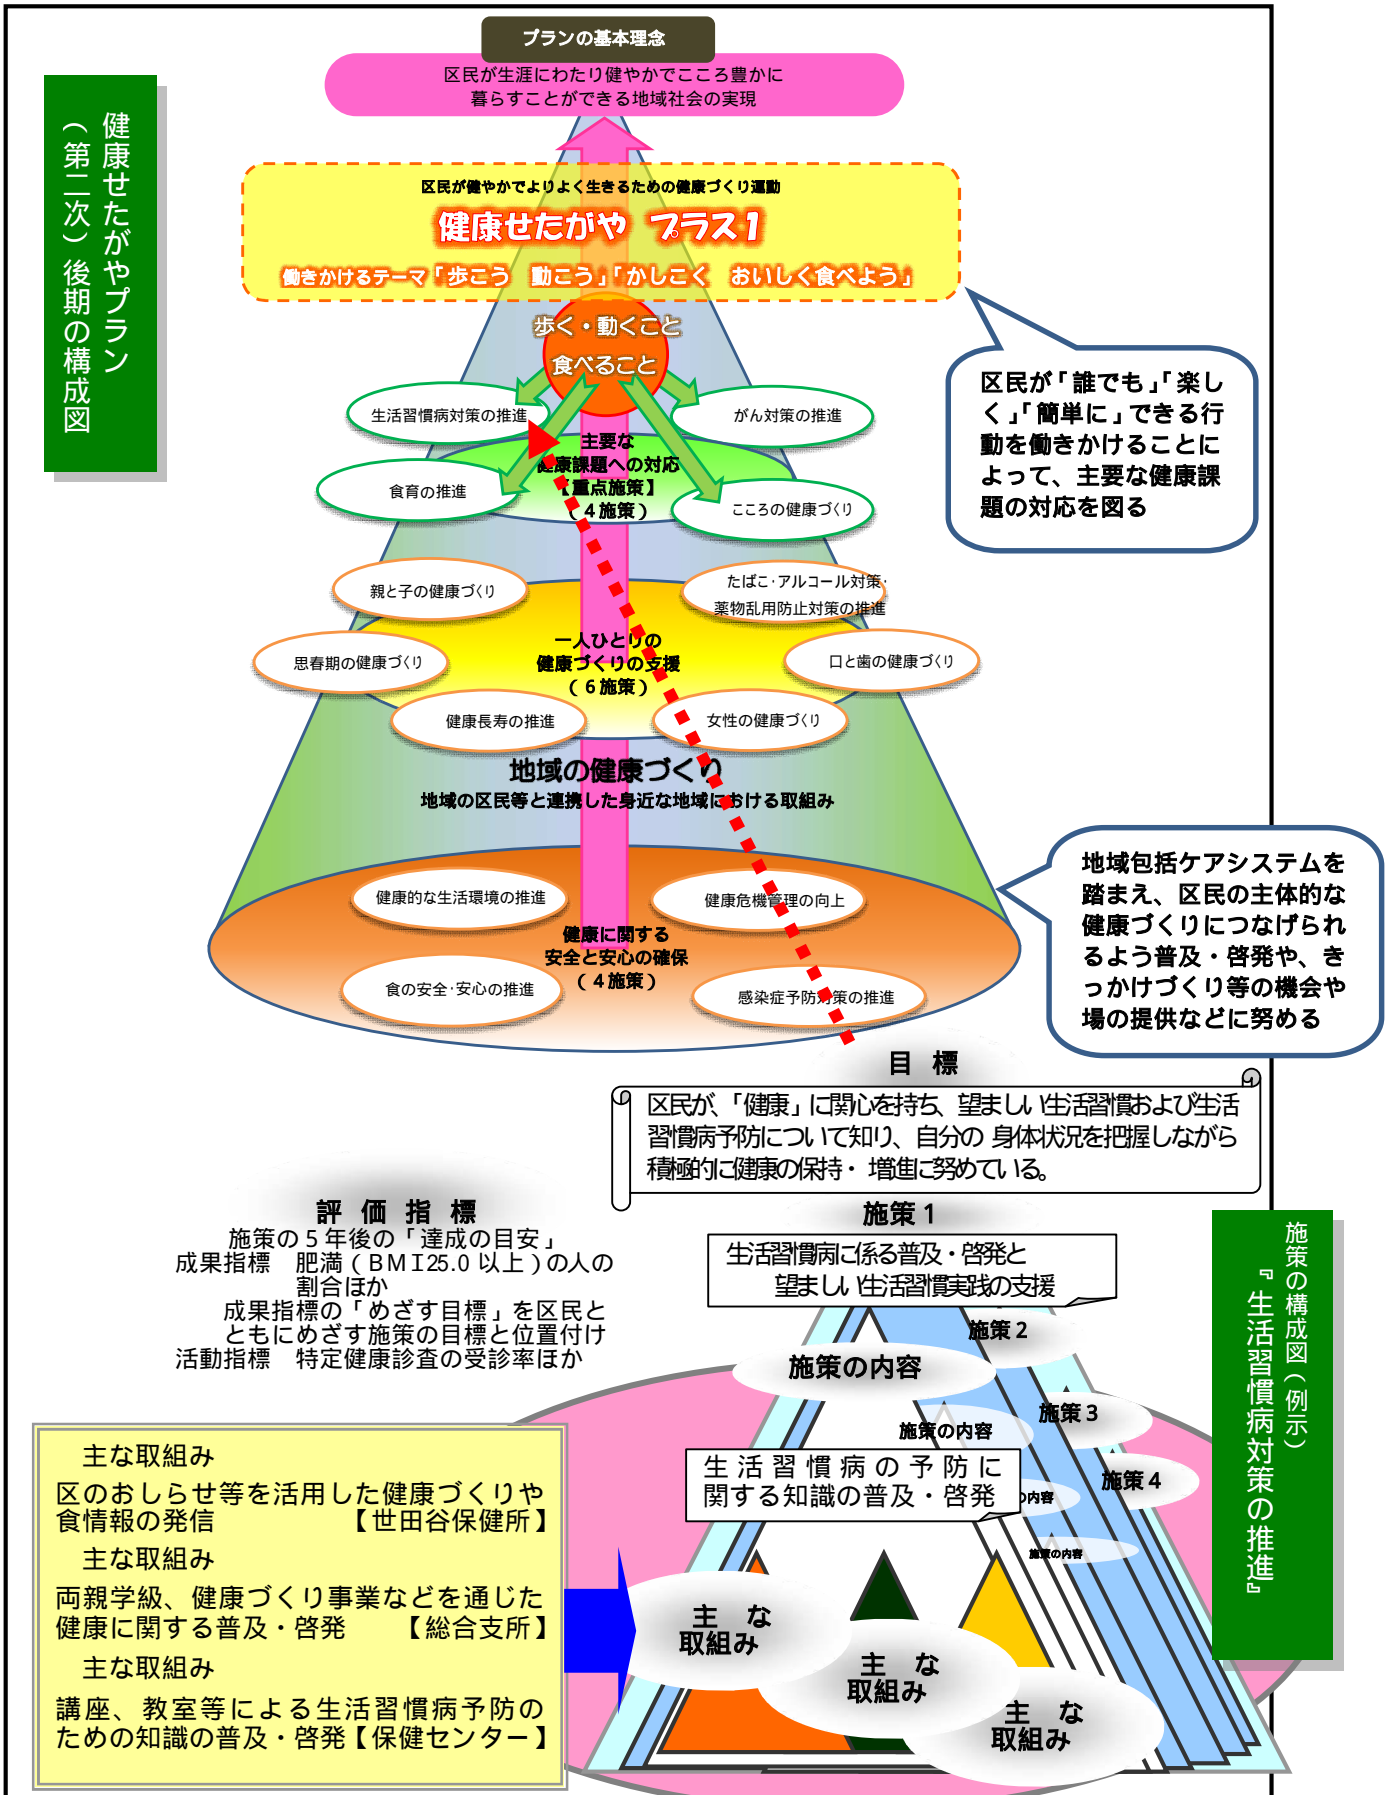 プランの基本理念
区民が生涯にわたり健やかでこころ豊かに
暮らすことができる地域社会の実現
健康せたがやプラン
（第二次）後期の構成図
区民が健やかでよりよく生きるための健康づくり運動
健康せたがや プラス1
働きかけるテーマ「歩こう 動こう」「かしこく おいしく食べよう」
歩く・動くこと
食べること
区民が「誰でも」「楽し
く」「簡単に」できる行
動を働きかけることに
よって、主要な健康課
題の対応を図る
生活習慣病対策の推進
がん対策の推進
主要な
健康課題への対応
【重点施策】
（４施策）
食育の推進
こころの健康づくり
親と子の健康づくり
たばこ・アルコール対策・
薬物乱用防止対策の推進
一人ひとりの
健康づくりの支援
（６施策）
思春期の健康づくり
口と歯の健康づくり
健康長寿の推進
女性の健康づくり
地域の健康づくり
地域の区民等と連携した身近な地域における取組み
健康的な生活環境の推進
健康危機管理の向上
健康に関する
安全と安心の確保
（４施策）
食の安全・安心の推進
感染症予防対策の推進
地域包括ケアシステムを
踏まえ、区民の主体的な
健康づくりにつなげられ
るよう普及・啓発や、き
っかけづくり等の機会や
場の提供などに努める
目 標
区民が、「健康」に関心を持ち、望ましい生活習慣および生活
習慣病予防について知り、自分の 身体状況を把握しながら
積極的に健康の保持・ 増進に努めている。
評 価 指 標
施策の５年後の「達成の目安」
成果指標 肥満（ＢＭＩ25.0 以上）の人の
割合ほか
成果指標の「めざす目標」を区民と
ともにめざす施策の目標と位置付け
活動指標 特定健康診査の受診率ほか
施策１
生活習慣病に係る普及・啓発と
望ましい生活習慣実践の支援
施策の構成図（例示）
『生活習慣病対策の推進』
施策２
施策の内容
施策３
施策の内容
施策４
生活習慣病の予防に
関する知識の普及・啓発
の内容
施策の内容
主な取組み
区のおしらせ等を活用した健康づくりや
食情報の発信 【世田谷保健所】
主な取組み
両親学級、健康づくり事業などを通じた
健康に関する普及・啓発 【総合支所】
主な取組み
講座、教室等による生活習慣病予防の
ための知識の普及・啓発【保健センター】
主 な
取組み
主 な
取組み
主 な
取組み